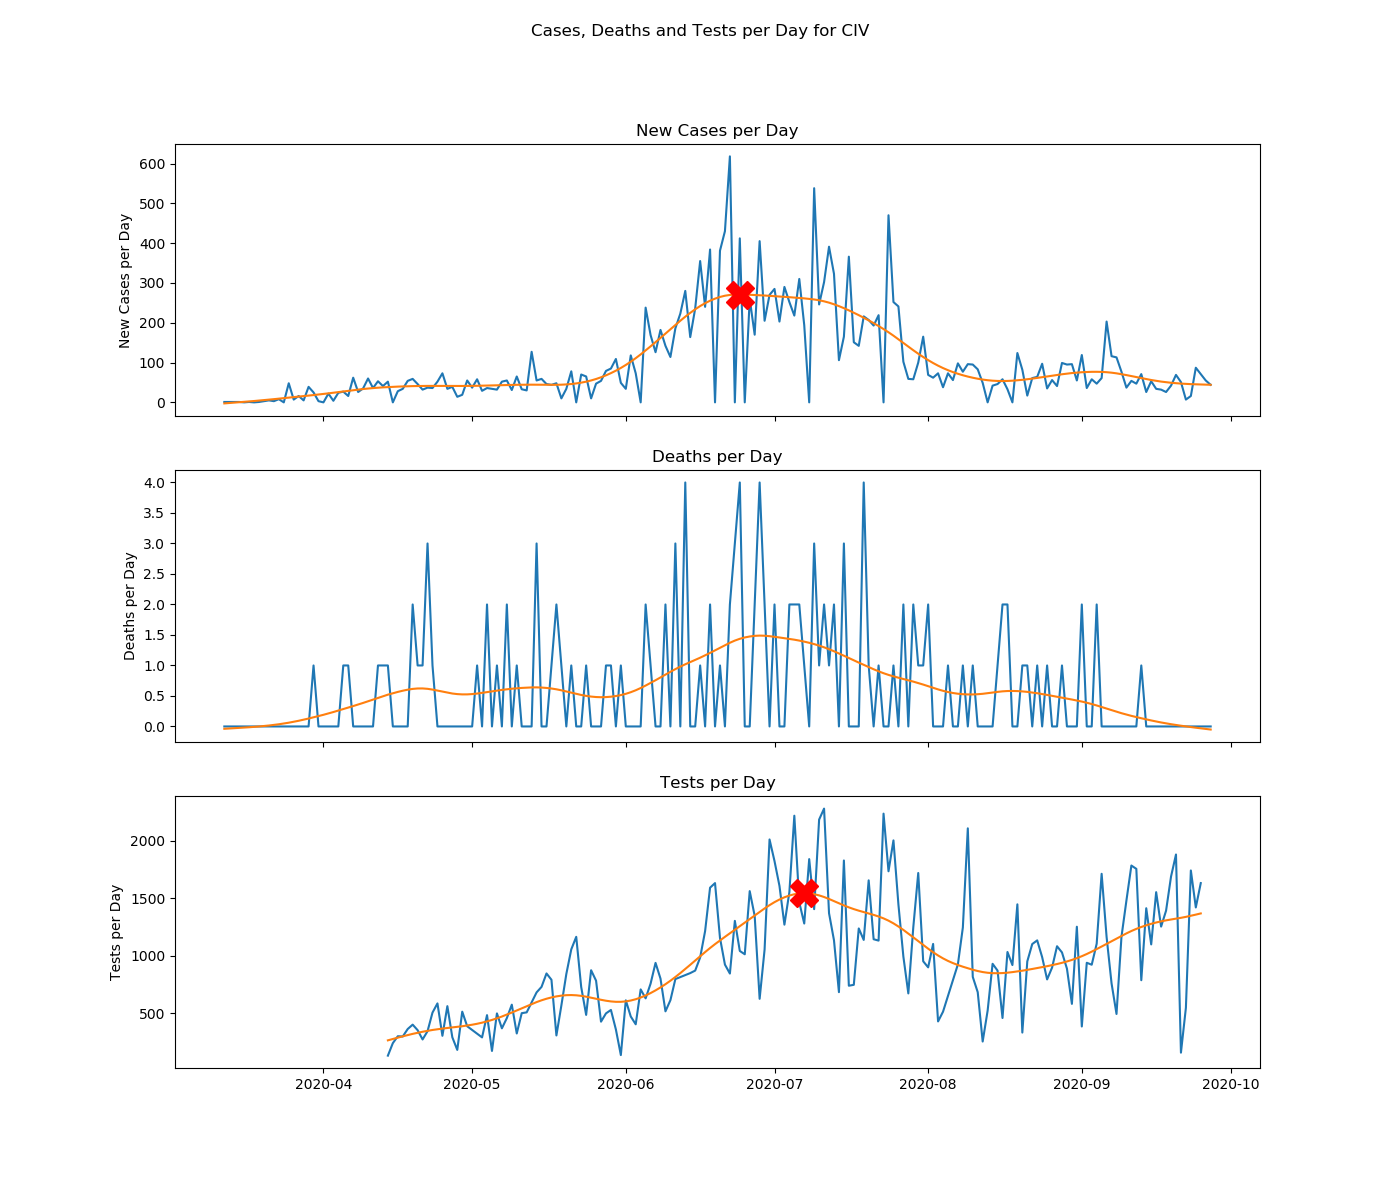 Cases, Deaths and Tests per Day for CIV
New Cases per Day
New Cases per Day
600
500
400
300
200
100
0
Deaths per Day
Deaths per Day
4.0
3.5
3.0
2.5
2.0
1.5
1.0
0.5
0.0
Tests per Day
Tests per Day
2000
1500
1000
500
2020-04 2020-05 2020-06 2020-07 2020-08 2020-09 2020-10